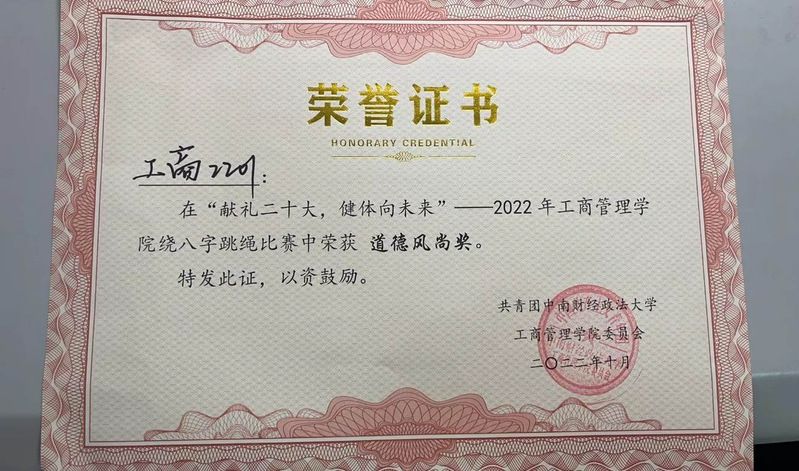 荣誉证书
HONORARY CREDENTIAL
工商2201：
在“献礼二十大，健体向未来”——2022年工商管理学
院绕八字跳绳比赛中荣获 道德风尚奖。
特发此证，以资鼓励。
共青团中南财经政法大学
工商管理学院委员会
二〇二二年十月